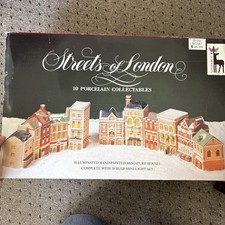 Streets of London
10 PORCELAIN COLLECTABLES
ILLUMINATED HAND PAINTED MINIATURE HOUSES
COMPLETE WITH 10 BULB MINI LIGHT SET